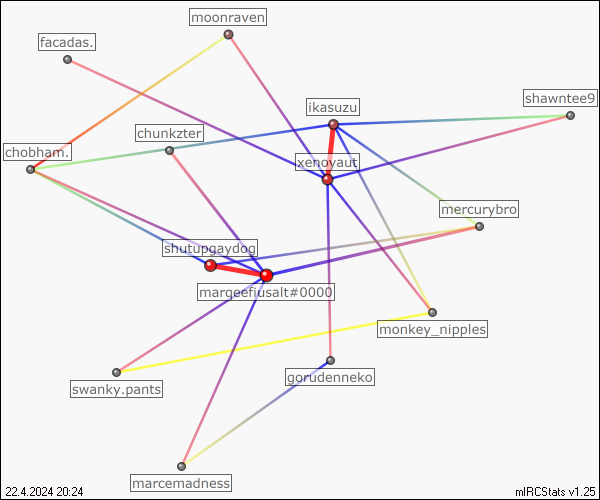 moonraven
facadas.
shawntee9
ikasuzu
chunkzter
chobham.
xenoyaut
mercurybro
shutupgaydog
marqeefiusalt#0000
monkey_nipples
gorudenneko
swanky.pants
marcemadness
22.4.2024 20:24
mIRCStats v1.25